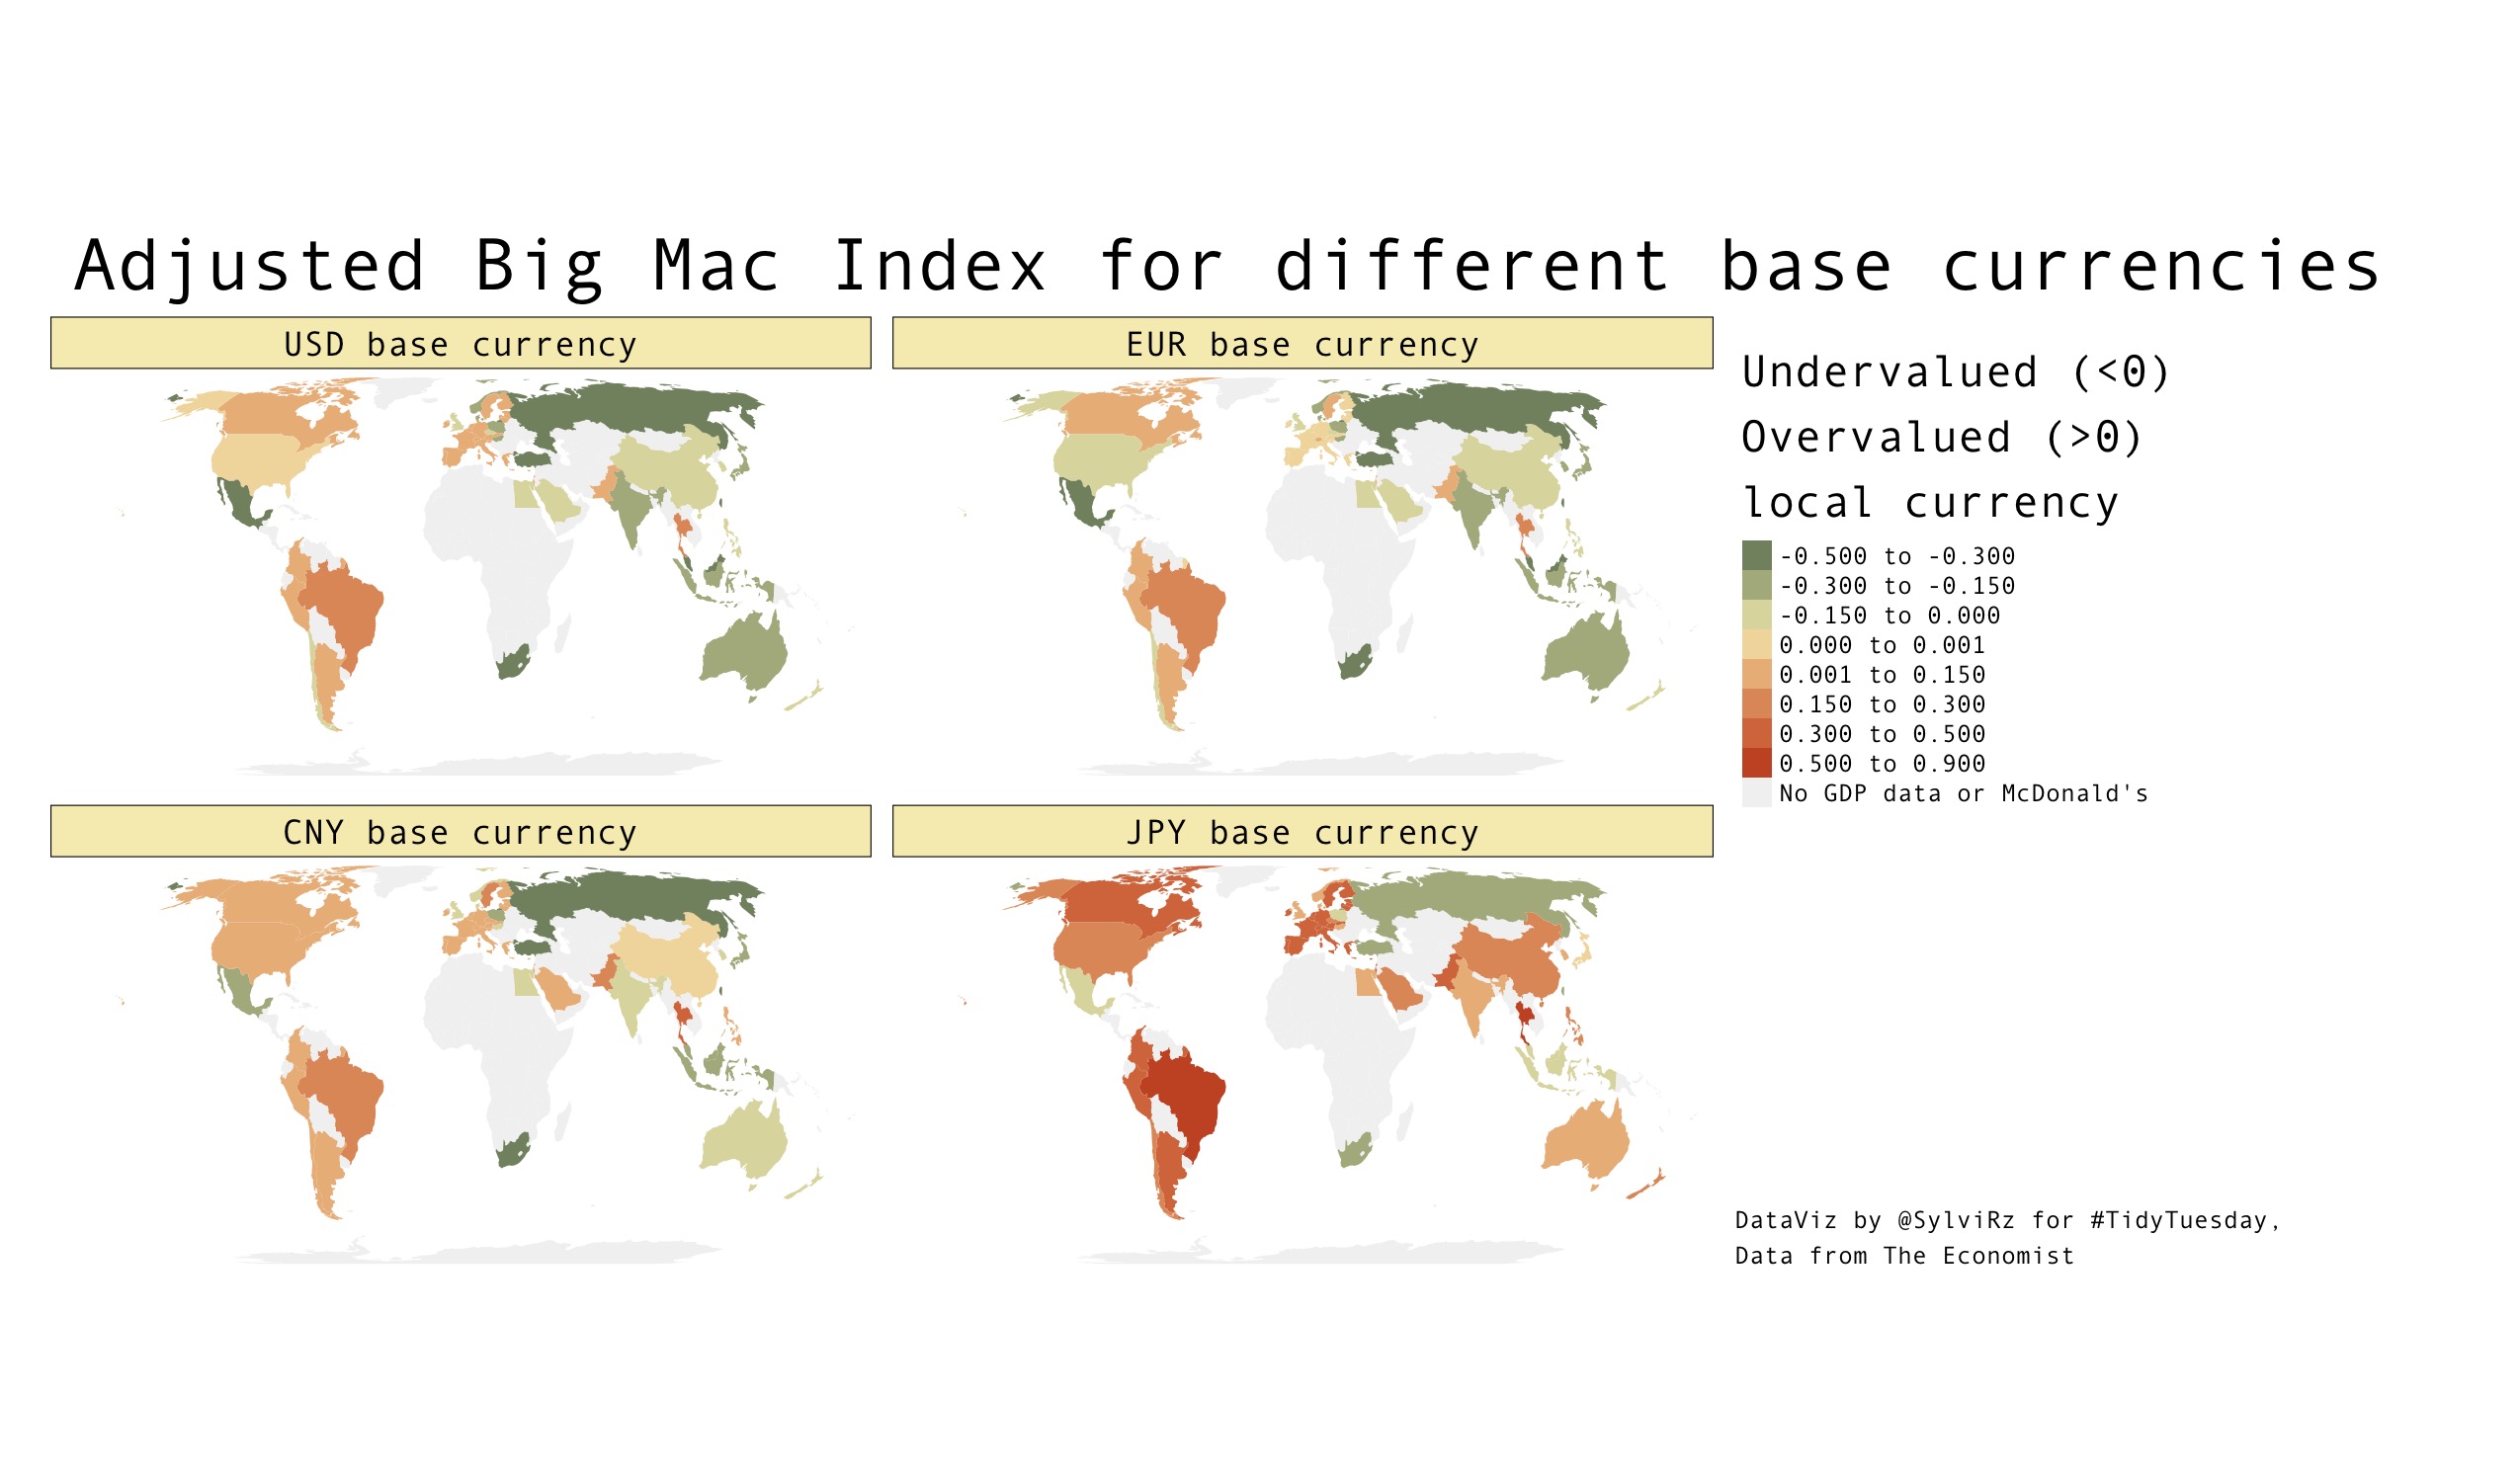 Adjusted Big Mac Index for different base currencies
USD base currency
EUR base currency
CNY base currency
JPY base currency
Undervalued (<0)
Overvalued (>0)
local currency
-0.500 to -0.300
-0.300 to -0.150
-0.150 to 0.000
0.000 to 0.001
0.001 to 0.150
0.150 to 0.300
0.300 to 0.500
0.500 to 0.900
No GDP data or McDonald's
DataViz by @SylviRz for #TidyTuesday,
Data from The Economist